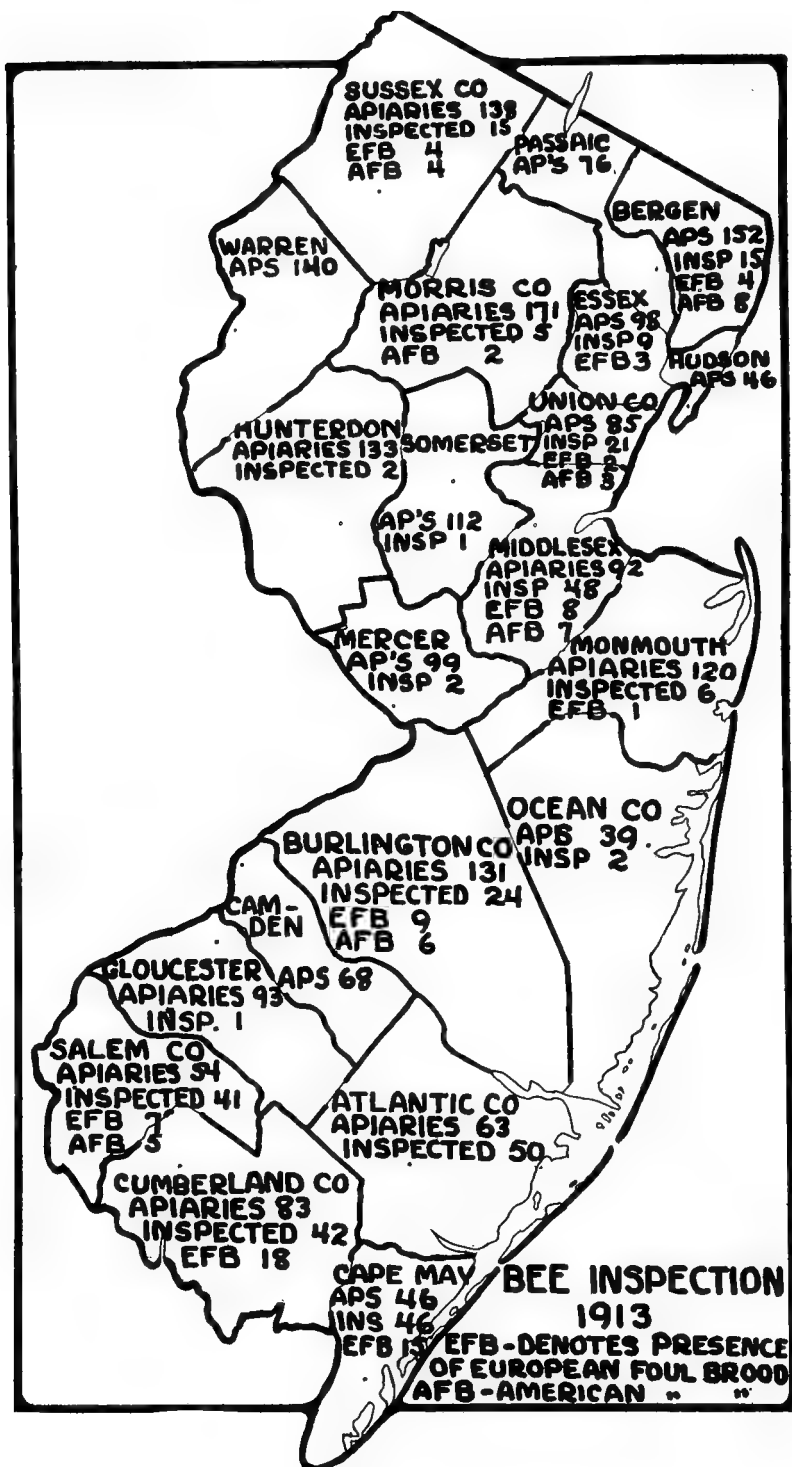 SUSSEX CO
APIARIES 138
INSPECTED 15
EFB 4
AFB 4
PASSAIC
AP'S 76
BERGEN
APS 152
INSP 15
EFB 4
AFB 8
WARREN
APS 140
MORRIS CO
APIARIES 171
INSPECTED 5
AFB 2
ESSEX
APS 98
INSP 9
EFB 3
HUDSON
APS 46
UNION CO
APS 85
INSP 21
EFB 2
AFB 3
HUNTERDON
APIARIES 133
INSPECTED 2
SOMERSET
AP'S 112
INSP 1
MIDDLESEX
APIARIES 92
INSP 48
EFB 8
AFB 7
MERCER
AP'S 99
INSP 2
MONMOUTH
APIARIES 120
INSPECTED 6
EFB 1
OCEAN CO
APS 39
INSP 2
BURLINGTON CO
APIARIES 131
INSPECTED 24
EFB 9
AFB 6
CAM-
DEN
APS 68
GLOUCESTER
APIARIES 93
INSP. 1
SALEM CO
APIARIES 54
INSPECTED 41
EFB 7
AFB 5
ATLANTIC CO
APIARIES 63
INSPECTED 50
CUMBERLAND CO
APIARIES 83
INSPECTED 42
EFB 18
CAPE MAY
APS 46
INS 46
EFB 15
BEE INSPECTION
1913
EFB-DENOTES PRESENCE
OF EUROPEAN FOUL BROOD
AFB-AMERICAN " "